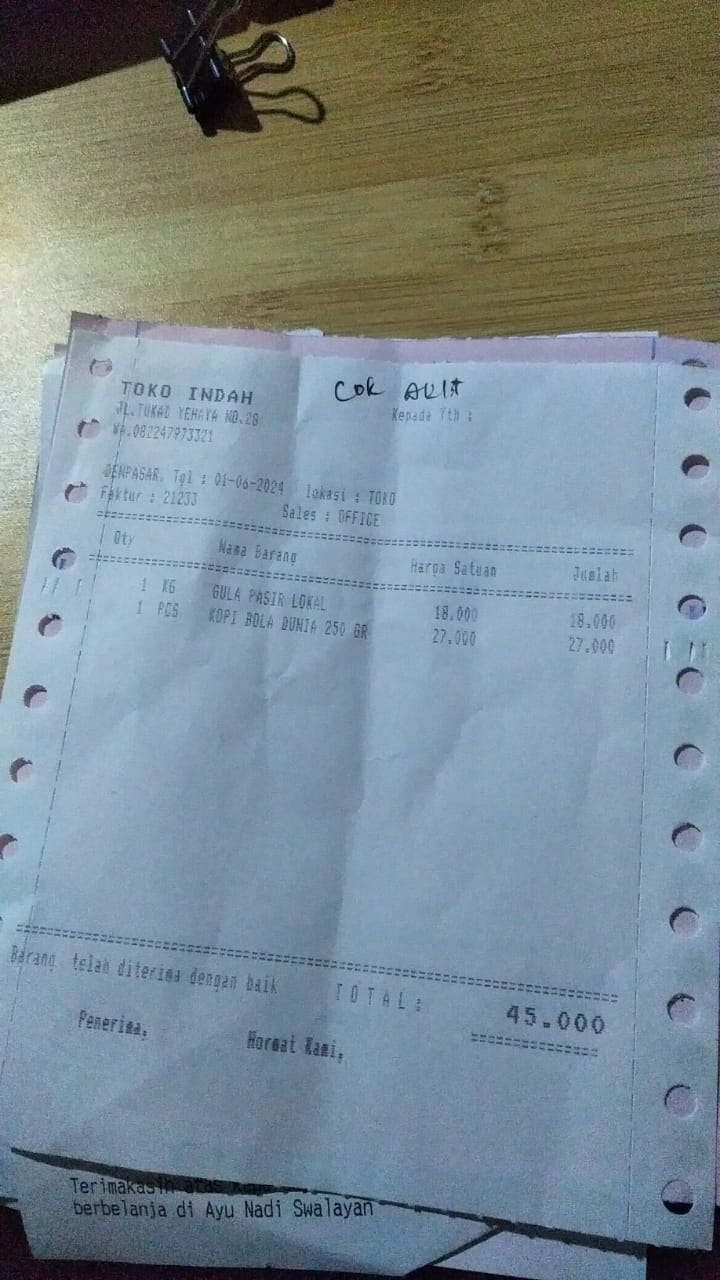 TOKO INDAH
COK
JL.TUKAD YEHAYA NO.28
Kepada Yth :
WA.082247973321
DENPASAR, Tgl : 01-06-2024 lokasi : TOKO
Faktur : 21233 Sales : OFFICE
Qty Nama Barang Harga Satuan Jumlah
1 KG GULA PASIR LOKAL 18.000 18.000
1 PCS KOPI BOLA DUNIA 250 GR 27.000 27.000
Barang telah diterima dengan baik TOTAL: 45.000
Penerima, Hormat Kami,
Terimakasih atas
berbelanja di Ayu Nadi Swalayan